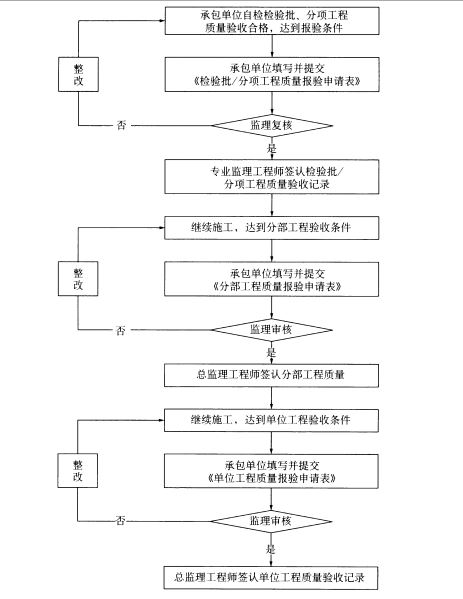 承包单位自检检验批、分项工程
质量验收合格，达到报验条件
整
改
承包单位填写并提交
《检验批/分项工程质量报验申请表》
否
监理复核
是
专业监理工程师签认检验批/
分项工程质量验收记录
继续施工，达到分部工程验收条件
整
改
承包单位填写并提交
《分部工程质量报验申请表》
否
监理审核
是
总监理工程师签认分部工程质量
继续施工，达到单位工程验收条件
整
改
承包单位填写并提交
《单位工程质量报验申请表》
否
监理审核
是
总监理工程师签认单位工程质量验收记录